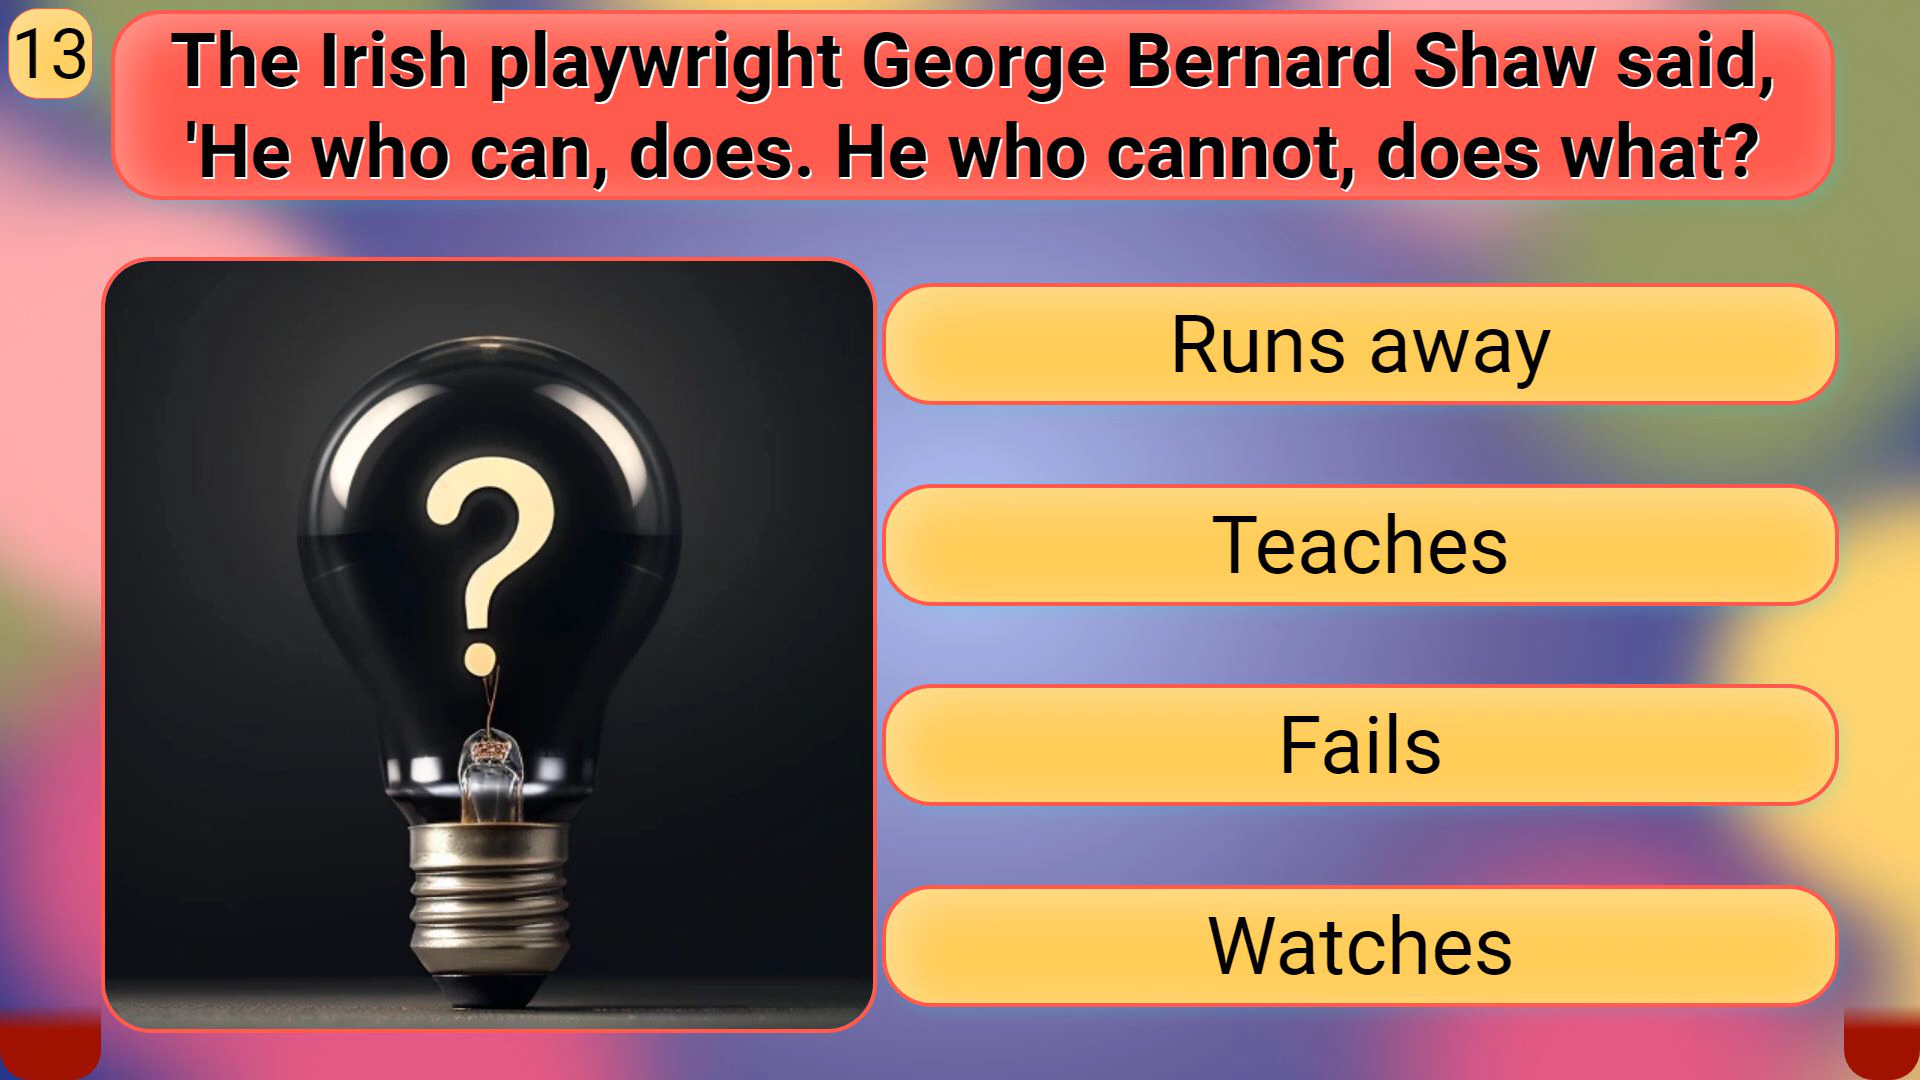 13
The Irish playwright George Bernard Shaw said,
'He who can, does. He who cannot, does what?
?
Runs away
Teaches
Fails
Watches